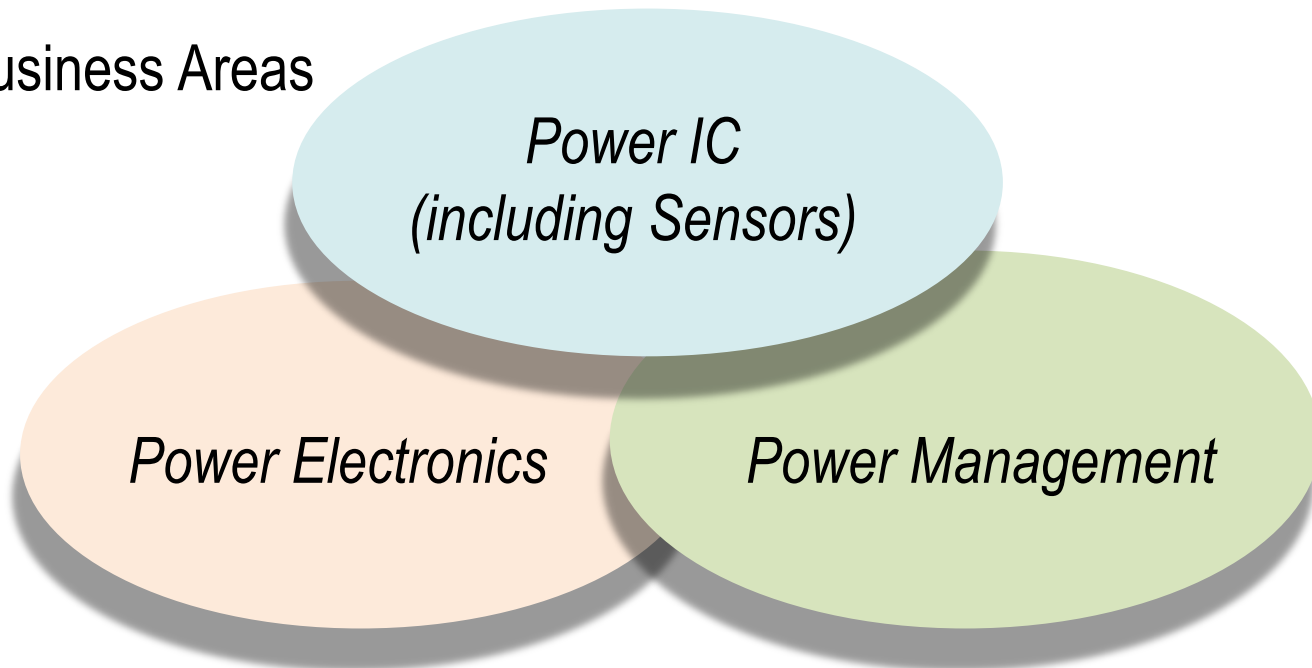 usiness Areas
Power IC
(including Sensors)
Power Electronics
Power Management